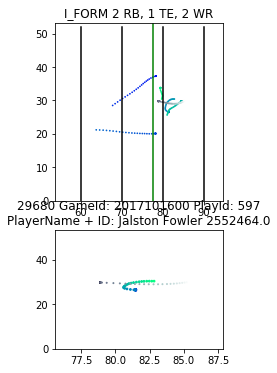 I_FORM 2 RB, 1 TE, 2 WR
50
40
30
20
10
0
60 70 80 90
29680 GameId: 2017101600 PlayId: 597
PlayerName + ID: Jalston Fowler 2552464.0
40
20
0
77.5 80.0 82.5 85.0 87.5